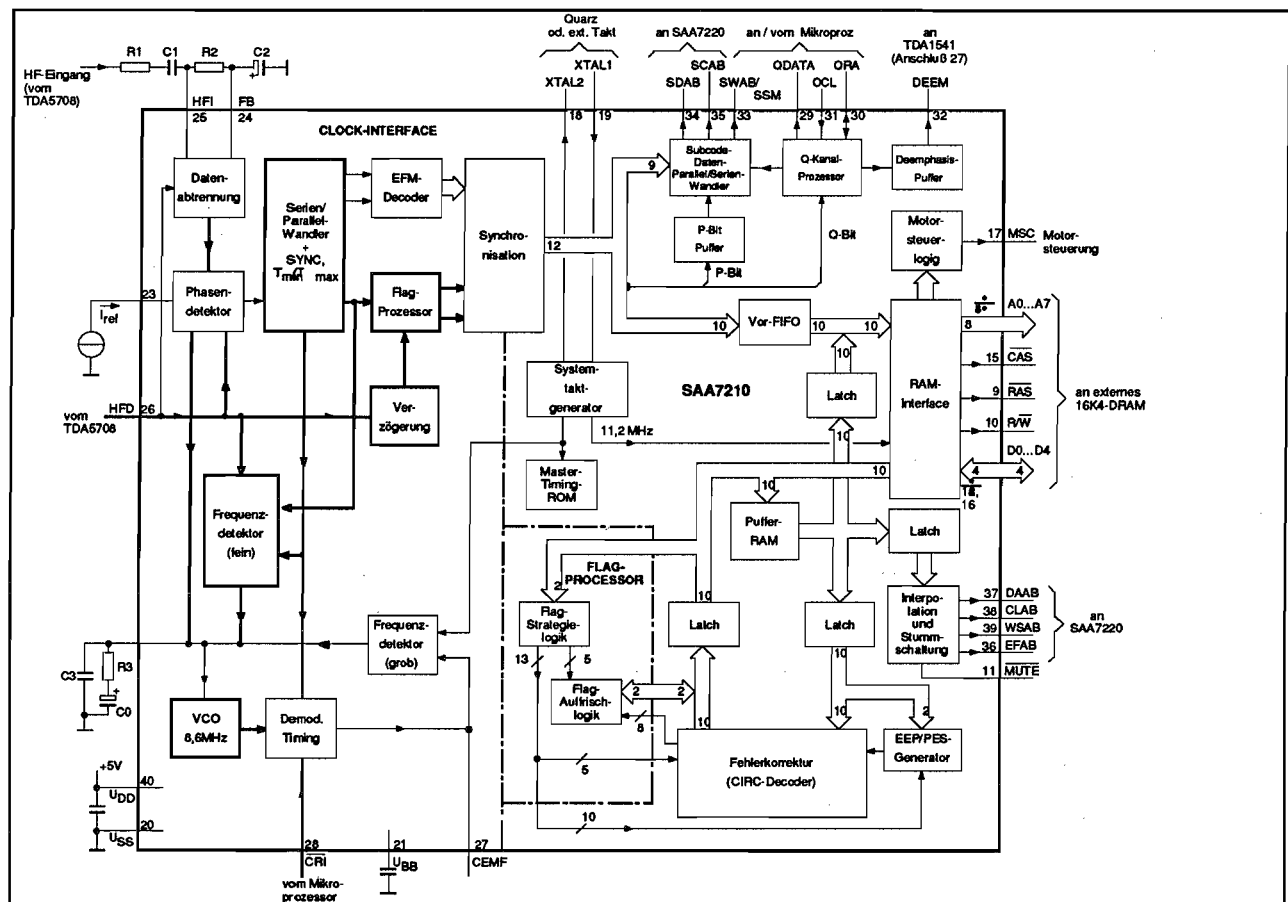 Quarz
od. ext. Takt
XTAL1
XTAL2
an SAA7220
SCAB
SDAB
SWAB/
SSM
an / vom Mikroproz
QDATA
QRA
QCL
an
TDA1541
(Anschluß 27)
DEEM
R1
C1
R2
C2
HF-Eingang
(vom
TDA5708)
HFI
FB
25
24
18
19
34
35
33
29
31
30
32
CLOCK-INTERFACE
Daten-
abtrennung
Serien/
Parallel-
Wandler
+
SYNC,
Tmin/Tmax
EFM-
Decoder
Synchro-
nisation
12
9
Subcode-
Daten-
Parallel/Serien-
Wandler
Q-Kanal-
Prozessor
Deemphasis-
Puffer
P-Bit
Puffer
P-Bit
Q-Bit
Motor-
steuer-
logig
17
MSC
Motor-
steuerung
23
Iref
Phasen-
detektor
Flag-
Prozessor
10
Vor-FIFO
10
10
10
RAM-
interface
8
A0...A7
15
CAS
9
RAS
10
R/W
D0...D4
4
4
16
an externes
16K4-DRAM
System-
takt-
generator
SAA7210
11,2 MHz
Latch
10
vom
TDA5708
HFD
26
Ver-
zögerung
Master-
Timing-
ROM
10
10
Puffer-
RAM
Latch
Frequenz-
detektor
(fein)
FLAG-
PROCESSOR
2
10
Flag-
Strategie-
logik
Latch
Latch
Interpo-
lation
und
Stumm-
schaltung
37
DAAB
38
CLAB
39
WSAB
36
EFAB
11
MUTE
an
SAA7220
Frequenz-
detektor
(grob)
13
5
Flag-
Auffrisch-
logik
2
2
8
10
10
2
C3
R3
C0
VCO
8,6MHz
Demod.
Timing
5
Fehlerkorrektur
(CIRC-Decoder)
EEP/PES-
Generator
10
+5V
40
UDD
20
USS
28
CRI
21
UBB
27
CEMF
vom Mikro-
prozessor